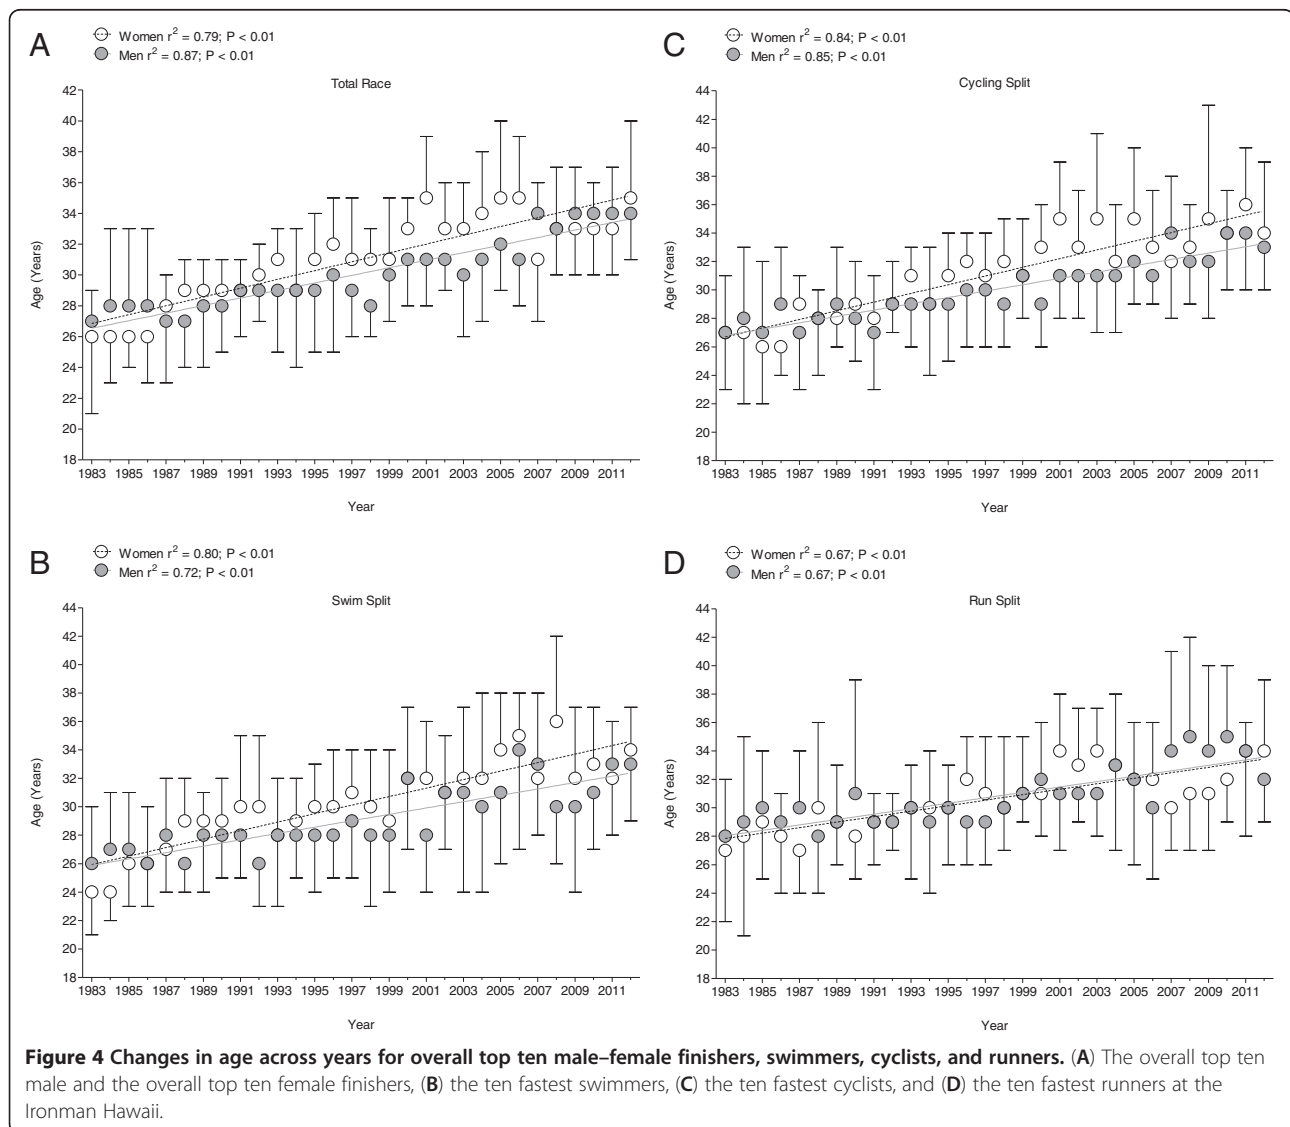 A
Women r² = 0.79; P < 0.01
Men r² = 0.87; P < 0.01
Total Race
Age (Years)
42
40
38
36
34
32
30
28
26
24
22
20
18
1983 1985 1987 1989 1991 1993 1995 1997 1999 2001 2003 2005 2007 2009 2011
Year
C
Women r² = 0.84; P < 0.01
Men r² = 0.85; P < 0.01
Cycling Split
Age (Years)
44
42
40
38
36
34
32
30
28
26
24
22
20
18
1983 1985 1987 1989 1991 1993 1995 1997 1999 2001 2003 2005 2007 2009 2011
Year
B
Women r² = 0.80; P < 0.01
Men r² = 0.72; P < 0.01
Swim Split
Age (Years)
44
42
40
38
36
34
32
30
28
26
24
22
20
18
1983 1985 1987 1989 1991 1993 1995 1997 1999 2001 2003 2005 2007 2009 2011
Year
D
Women r² = 0.67; P < 0.01
Men r² = 0.67; P < 0.01
Run Split
Age (Years)
44
42
40
38
36
34
32
30
28
26
24
22
20
18
1983 1985 1987 1989 1991 1993 1995 1997 1999 2001 2003 2005 2007 2009 2011
Year
Figure 4 Changes in age across years for overall top ten male–female finishers, swimmers, cyclists, and runners. (A) The overall top ten
male and the overall top ten female finishers, (B) the ten fastest swimmers, (C) the ten fastest cyclists, and (D) the ten fastest runners at the
Ironman Hawaii.